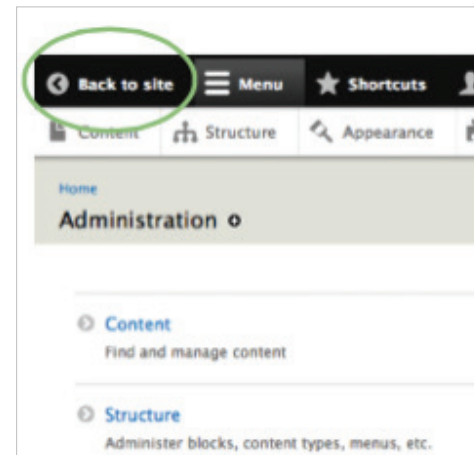 Back to site Menu Shortcuts
Content Structure Appearance
Home
Administration
Content
Find and manage content
Structure
Administer blocks, content types, menus, etc.